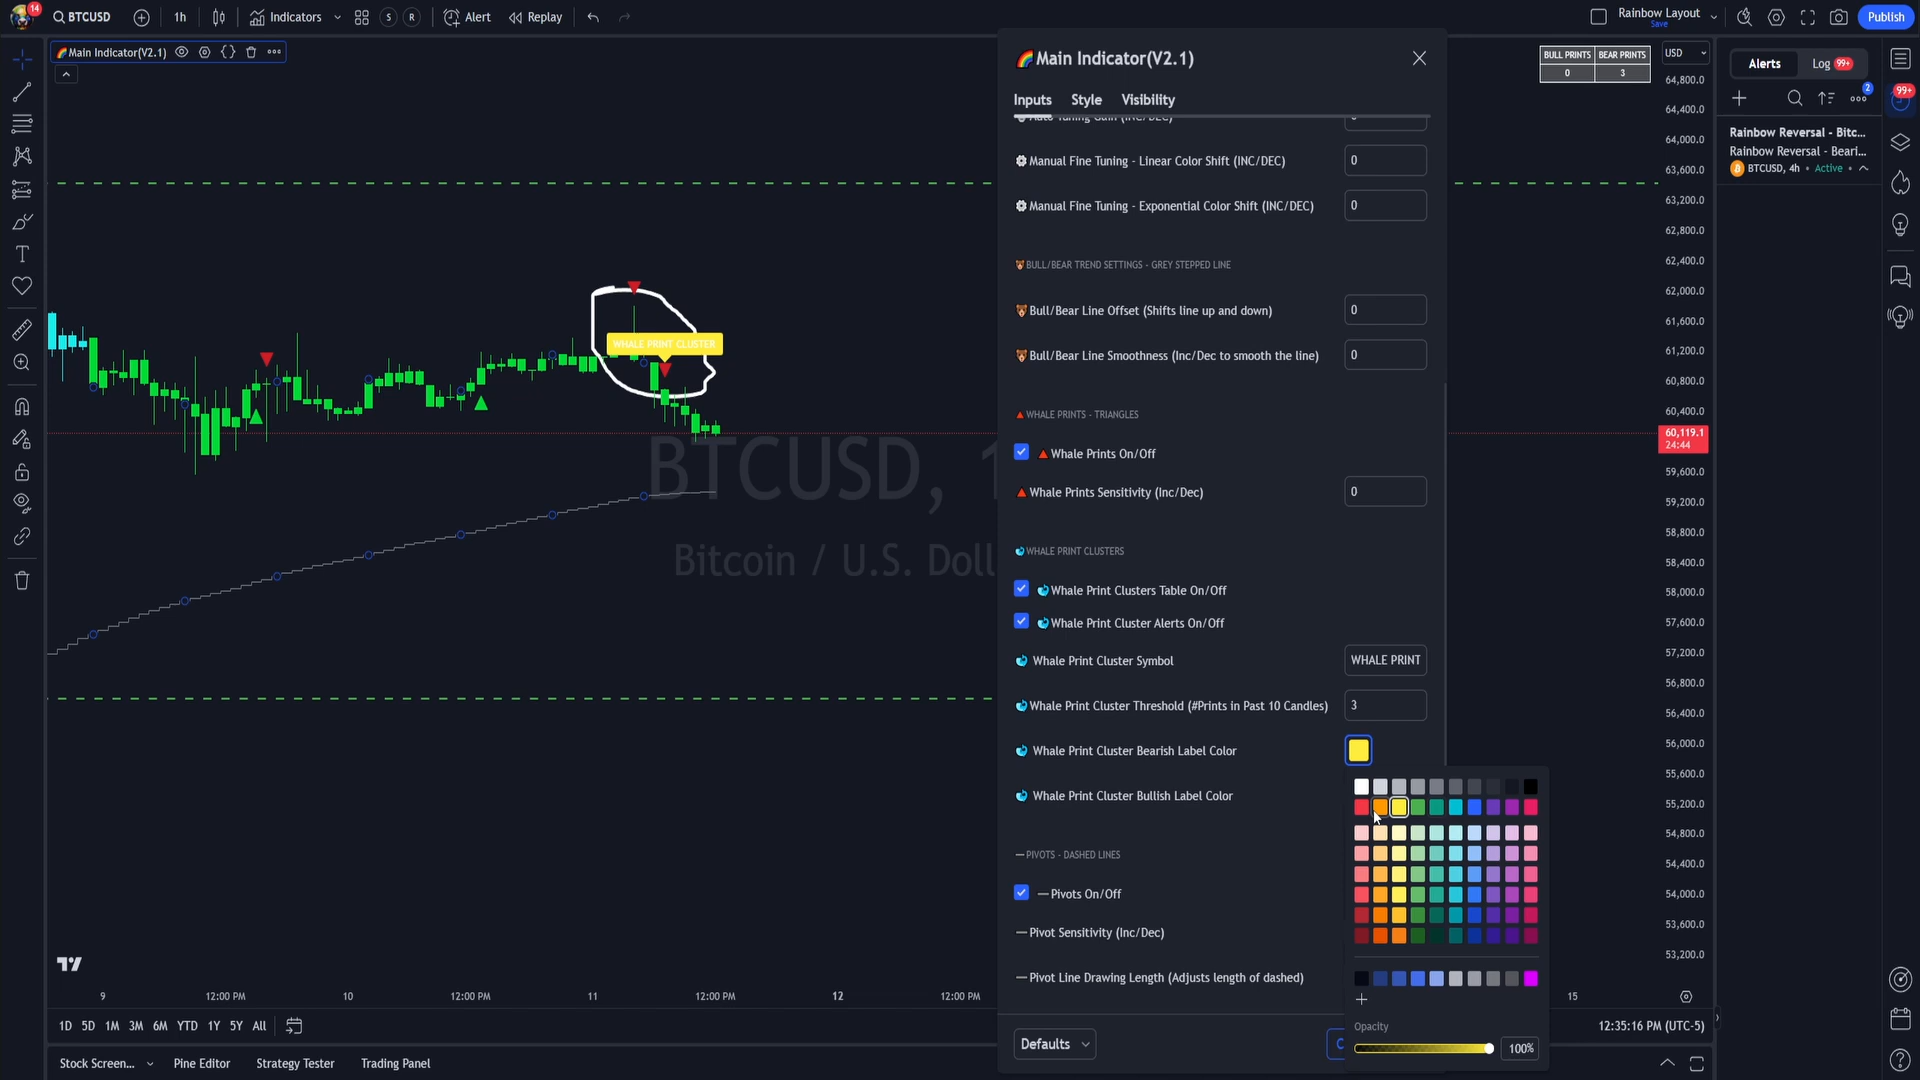 14
BTCUSD
1h
Indicators
S
R
Alert
Replay
Rainbow Layout
Save
Publish
Main Indicator(V2.1)
Main Indicator(V2.1)
Inputs
Style
Visibility
Auto Tuning Gain (INC/DEC)
Manual Fine Tuning - Linear Color Shift (INC/DEC)
0
Manual Fine Tuning - Exponential Color Shift (INC/DEC)
0
BULL/BEAR TREND SETTINGS - GREY STEPPED LINE
Bull/Bear Line Offset (Shifts line up and down)
0
Bull/Bear Line Smoothness (Inc/Dec to smooth the line)
0
WHALE PRINTS - TRIANGLES
Whale Prints On/Off
Whale Prints Sensitivity (Inc/Dec)
0
WHALE PRINT CLUSTERS
Whale Print Clusters Table On/Off
Whale Print Cluster Alerts On/Off
Whale Print Cluster Symbol
WHALE PRINT
Whale Print Cluster Threshold (#Prints in Past 10 Candles)
3
Whale Print Cluster Bearish Label Color
Whale Print Cluster Bullish Label Color
PIVOTS - DASHED LINES
— Pivots On/Off
— Pivot Sensitivity (Inc/Dec)
— Pivot Line Drawing Length (Adjusts length of dashed)
Defaults
Opacity
100%
WHALE PRINT CLUSTER
BTCUSD, 1
Bitcoin / U.S. Doll
BULL PRINTS
BEAR PRINTS
0
3
USD
64,800.0
64,400.0
64,000.0
63,600.0
63,200.0
62,800.0
62,400.0
62,000.0
61,600.0
61,200.0
60,800.0
60,400.0
60,119.1
24:44
59,600.0
59,200.0
58,800.0
58,400.0
58,000.0
57,600.0
57,200.0
56,800.0
56,400.0
56,000.0
55,600.0
55,200.0
54,800.0
54,400.0
54,000.0
53,600.0
53,200.0
Alerts
Log
99+
2
99+
Rainbow Reversal - Bitc...
Rainbow Reversal - Beari...
BTCUSD, 4h • Active •
9
12:00 PM
10
12:00 PM
11
12:00 PM
12
12:00 PM
15
1D
5D
1M
3M
6M
YTD
1Y
5Y
All
12:35:16 PM (UTC-5)
Stock Screen...
Pine Editor
Strategy Tester
Trading Panel